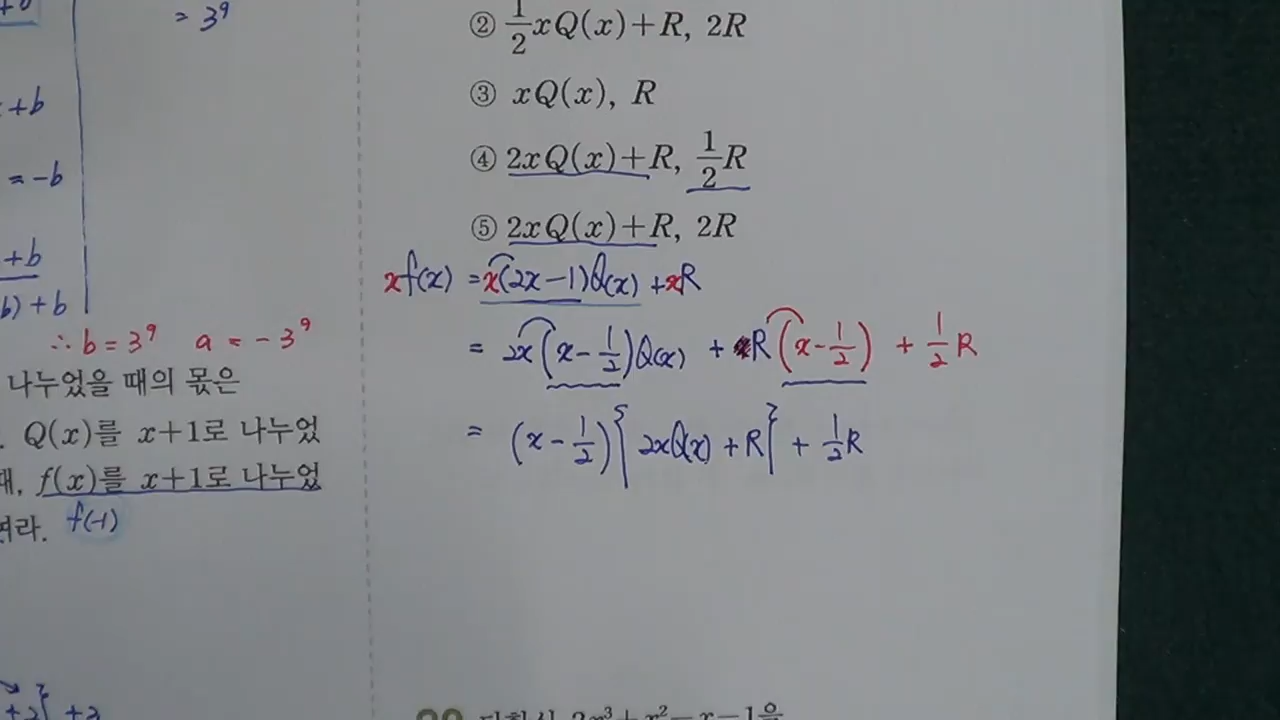 = 3⁹
+b
= -b
+b
b) + b
∴ b = 3⁹ a = -3⁹
나누었을 때의 몫은
Q(x)를 x+1로 나누었
때, f(x)를 x+1로 나누었
여라. f(-1)
② 1/2 xQ(x)+R, 2R
③ xQ(x), R
④ 2xQ(x)+R, 1/2 R
⑤ 2xQ(x)+R, 2R
xf(x) = x(2x-1)Q(x) + xR
= 2x(x - 1/2)Q(x) + R(x - 1/2) + 1/2 R
= (x - 1/2){2xQ(x) + R} + 1/2 R